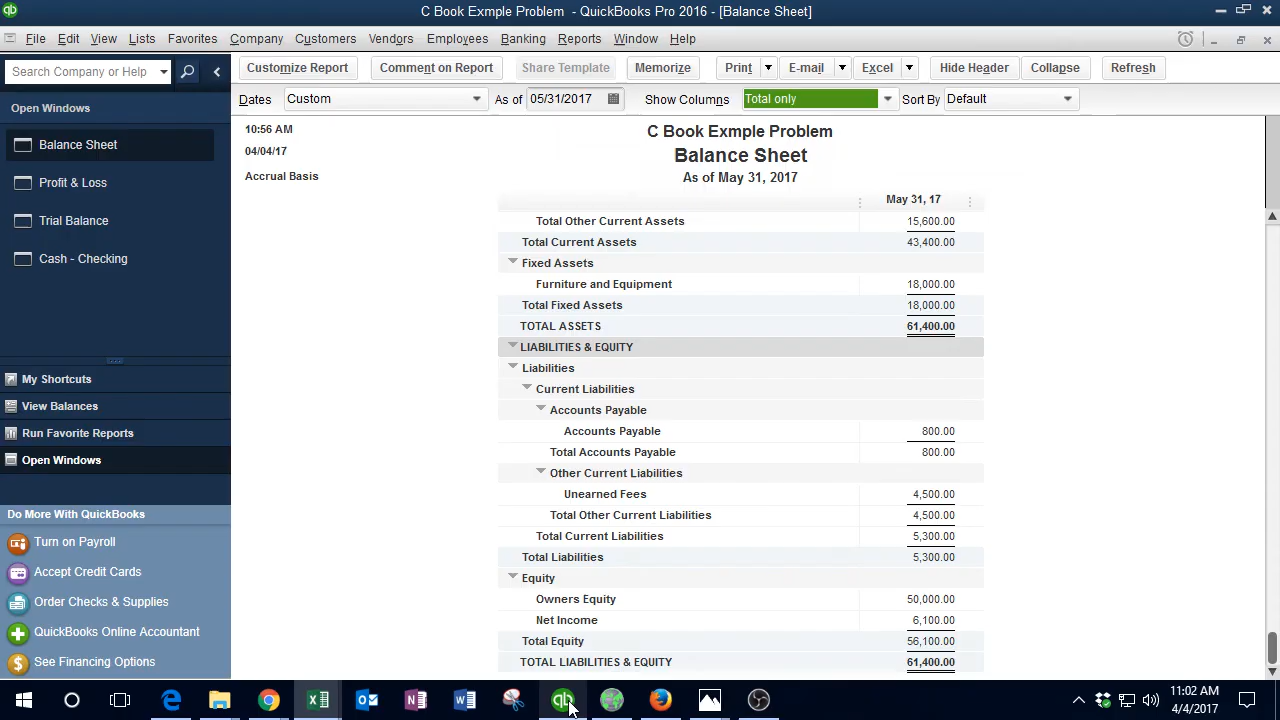 C Book Exmple Problem - QuickBooks Pro 2016 - [Balance Sheet]
File Edit View Lists Favorites Company Customers Vendors Employees Banking Reports Window Help
Search Company or Help
Customize Report Comment on Report Share Template Memorize Print E-mail Excel Hide Header Collapse Refresh
Dates Custom As of 05/31/2017 Show Columns Total only Sort By Default
Open Windows
Balance Sheet
Profit & Loss
Trial Balance
Cash - Checking
My Shortcuts
View Balances
Run Favorite Reports
Open Windows
Do More With QuickBooks
Turn on Payroll
Accept Credit Cards
Order Checks & Supplies
QuickBooks Online Accountant
See Financing Options
10:56 AM
04/04/17
Accrual Basis
C Book Exmple Problem
Balance Sheet
As of May 31, 2017
May 31, 17
Total Other Current Assets 15,600.00
Total Current Assets 43,400.00
Fixed Assets
Furniture and Equipment 18,000.00
Total Fixed Assets 18,000.00
TOTAL ASSETS 61,400.00
LIABILITIES & EQUITY
Liabilities
Current Liabilities
Accounts Payable
Accounts Payable 800.00
Total Accounts Payable 800.00
Other Current Liabilities
Unearned Fees 4,500.00
Total Other Current Liabilities 4,500.00
Total Current Liabilities 5,300.00
Total Liabilities 5,300.00
Equity
Owners Equity 50,000.00
Net Income 6,100.00
Total Equity 56,100.00
TOTAL LIABILITIES & EQUITY 61,400.00
11:02 AM
4/4/2017